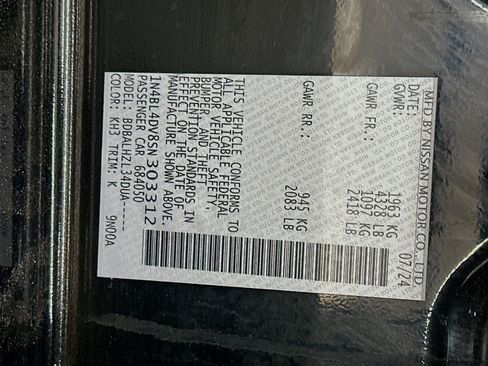 MFD BY NISSAN MOTOR CO., LTD.
DATE: 07/24
GVWR: 1963 KG
4328 LB
GAWR FR.: 1097 KG
2418 LB
GAWR RR.: 945 KG
2083 LB
THIS VEHICLE CONFORMS TO
ALL APPLICABLE FEDERAL
MOTOR VEHICLE SAFETY,
BUMPER, AND THEFT
PREVENTION STANDARDS IN
EFFECT ON THE DATE OF
MANUFACTURE SHOWN ABOVE.
1N4BL4DV8SN303312
PASSENGER CAR 684050
MODEL: BDBALHZL34DUA-----
COLOR: KH3 TRIM: K 9N00A